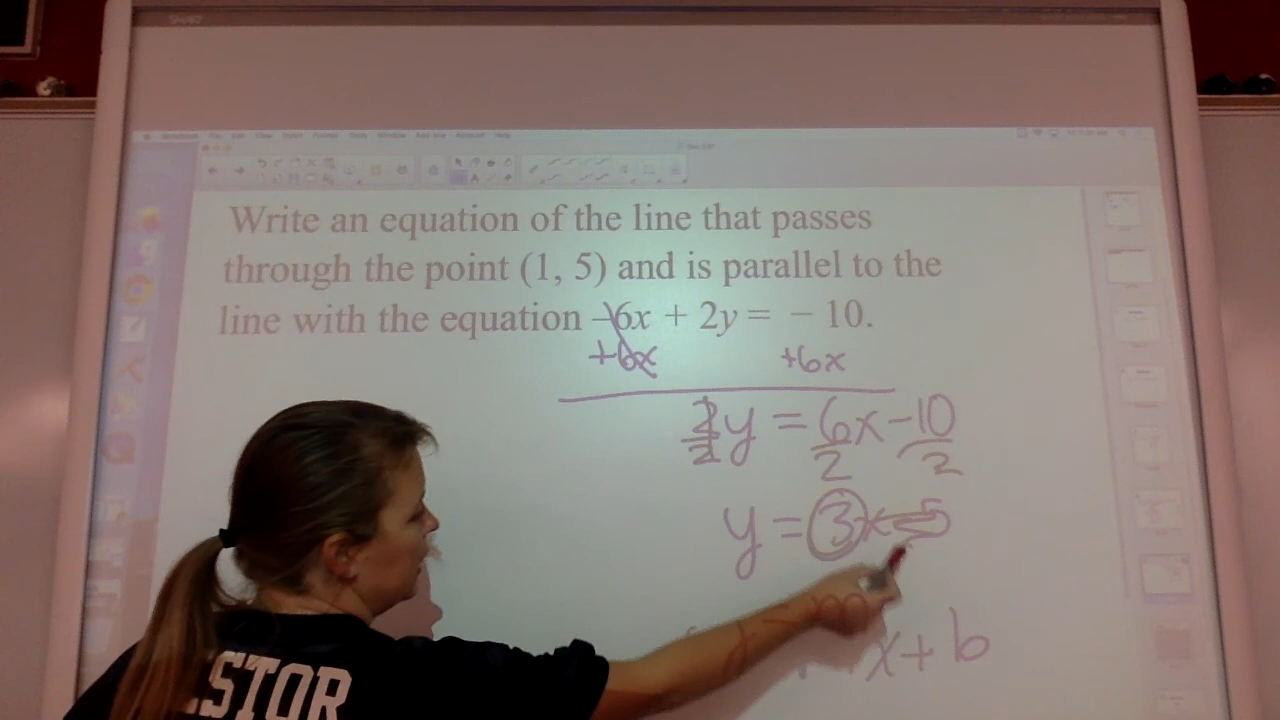 Write an equation of the line that passes
through the point (1, 5) and is parallel to the
line with the equation –6x + 2y = – 10.
+6x +6x
2y = 6x-10
2 2 2
y = 3x-5
x+b
STOR